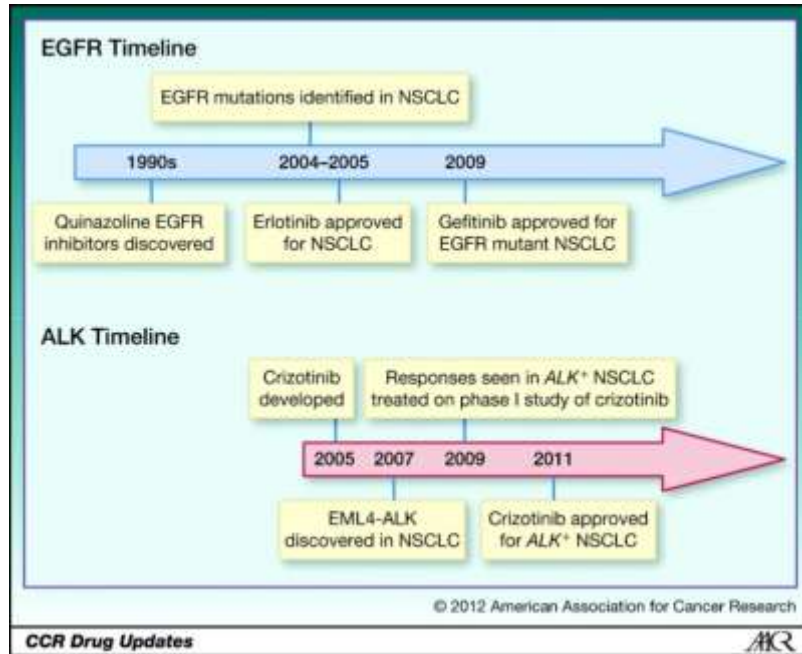 EGFR Timeline
EGFR mutations identified in NSCLC
1990s 2004–2005 2009
Quinazoline EGFR
inhibitors discovered
Erlotinib approved
for NSCLC
Gefitinib approved for
EGFR mutant NSCLC
ALK Timeline
Crizotinib
developed
Responses seen in ALK⁺ NSCLC
treated on phase I study of crizotinib
2005 2007 2009 2011
EML4-ALK
discovered in NSCLC
Crizotinib approved
for ALK⁺ NSCLC
© 2012 American Association for Cancer Research
CCR Drug Updates
AACR